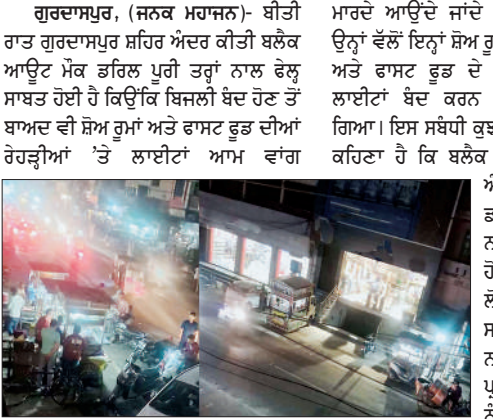 ਗੁਰਦਾਸਪੁਰ, (ਜਨਕ ਮਹਾਜਨ)- ਬੀਤੀ
ਰਾਤ ਗੁਰਦਾਸਪੁਰ ਸ਼ਹਿਰ ਅੰਦਰ ਕੀਤੀ ਬਲੈਕ
ਆਊਟ ਮੌਕ ਡਰਿਲ ਪੂਰੀ ਤਰ੍ਹਾਂ ਨਾਲ ਫੇਲ੍ਹ
ਸਾਬਤ ਹੋਈ ਹੈ ਕਿਉਂਕਿ ਬਿਜਲੀ ਬੰਦ ਹੋਣ ਤੋਂ
ਬਾਅਦ ਵੀ ਸ਼ੋਅ ਰੂਮਾਂ ਅਤੇ ਫਾਸਟ ਫੂਡ ਦੀਆਂ
ਰੇਹੜੀਆਂ 'ਤੇ ਲਾਈਟਾਂ ਆਮ ਵਾਂਗ
ਮਾਰਦੇ ਆਉਂਦੇ ਜਾਂਦੇ
ਉਨ੍ਹਾਂ ਵੱਲੋਂ ਇਨ੍ਹਾਂ ਸ਼ੋਅ
ਅਤੇ ਫਾਸਟ ਫੂਡ ਦੇ
ਲਾਈਟਾਂ ਬੰਦ ਕਰਨ
ਗਿਆ। ਇਸ ਸਬੰਧੀ
ਕਹਿਣਾ ਹੈ ਕਿ ਬਲੈਕ